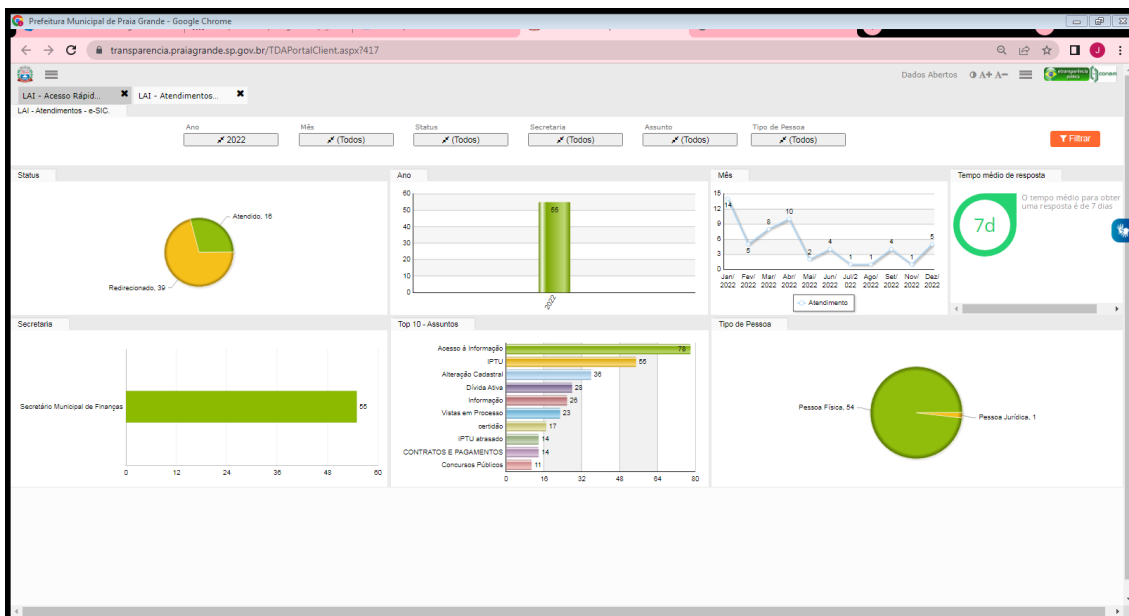 Prefeitura Municipal de Praia Grande - Google Chrome
transparencia.praiagrande.sp.gov.br/TDAPortalClient.aspx?417
J
Dados Abertos A+ A-
etransparência pública conam
LAI - Acesso Rápid... LAI - Atendimentos...
LAI - Atendimentos - e-SIC.
Ano Mês Status Secretaria Assunto Tipo de Pessoa
2022 (Todos) (Todos) (Todos) (Todos) (Todos)
Filtrar
Status
Atendido, 16
Redirecionado, 39
Ano
60
50
40
30
20
10
0
55
2022
Mês
15
12
9
6
3
0
14 5 8 10 2 4 1 1 4 1 5
Jan/ Fev/ Mar/ Abr/ Mai/ Jun/ Jul/2 Ago/ Set/ Nov/ Dez/
2022 2022 2022 2022 2022 2022 022 2022 2022 2022 2022
Atendimento
Tempo médio de resposta
7d
O tempo médio para obter
uma resposta é de 7 dias
Secretaria
Secretário Municipal de Finanças 55
0 12 24 36 48 60
Top 10 - Assuntos
Acesso à Informação 78
IPTU 55
Alteração Cadastral 36
Dívida Ativa 28
Informação 26
Vistas em Processo 23
certidão 17
IPTU atrasado 14
CONTRATOS E PAGAMENTOS 14
Concursos Públicos 11
0 16 32 48 64 80
Tipo de Pessoa
Pessoa Física, 54
Pessoa Jurídica, 1